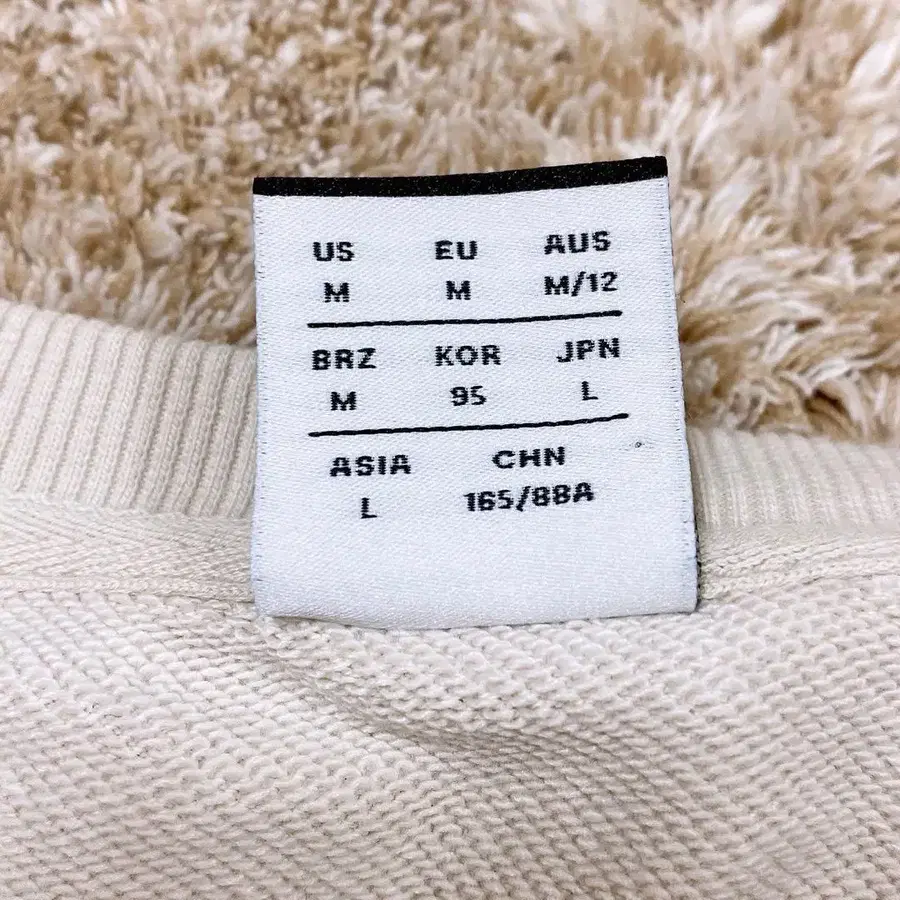 US EU AUS
M M M/12
BRZ KOR JPN
M 95 L
ASIA CHN
L 165/88A